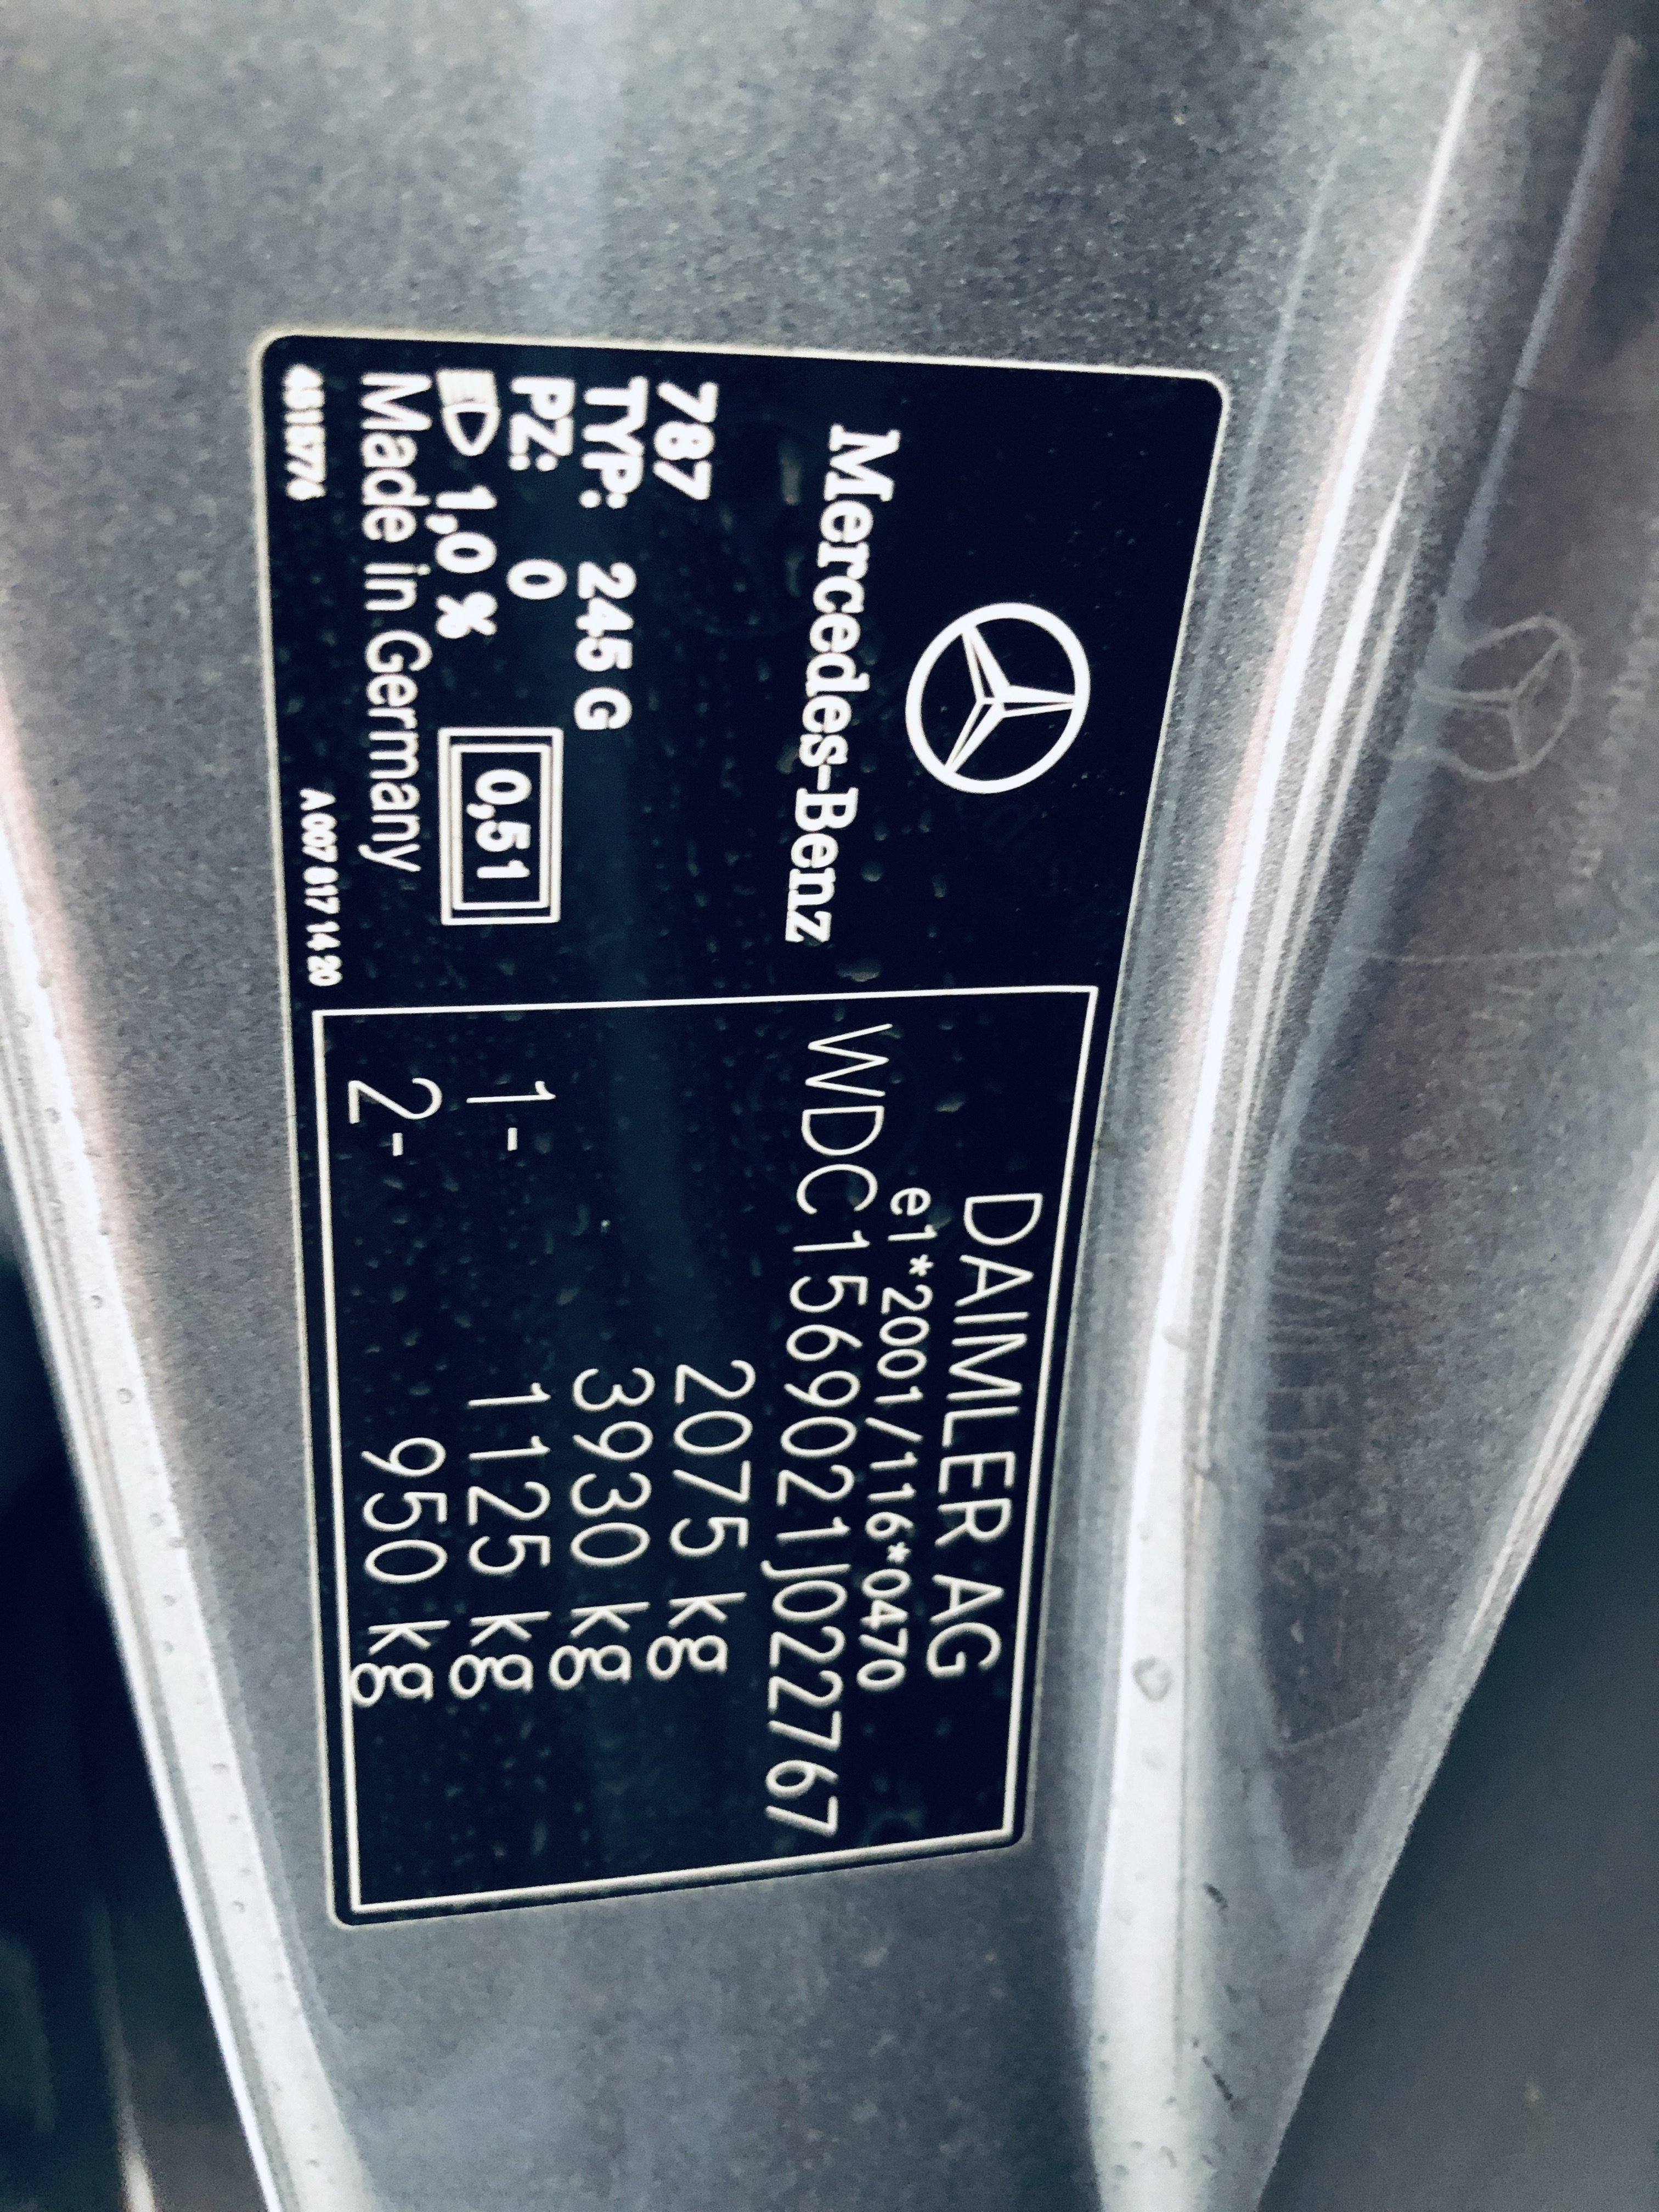 Mercedes-Benz
787
TYP: 245 G
PZ: 0
1,0 %
0,51
Made in Germany
A 007 817 14 20
DAIMLER AG
e1*2001/116*0470
WDC1569021J022767
2075 kg
3930 kg
1- 1125 kg
2- 950 kg